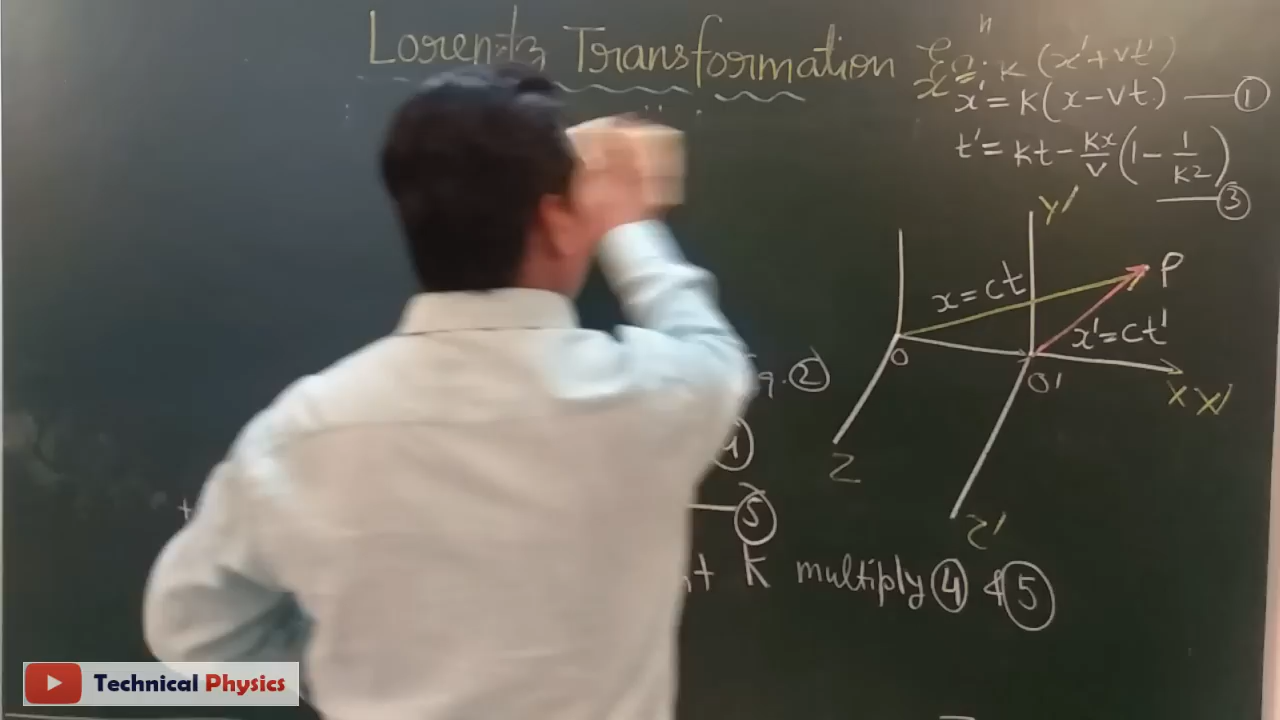 Lorentz Transformation Eqn.
x = k (x'+vt')
x' = k(x-vt) ①
t' = kt - kx/v (1 - 1/k2)
③
Y'
P
x=ct
x'=ct'
O
O'
X X'
②
Z
④
⑤
Z'
k multiply ④ & ⑤
Technical Physics